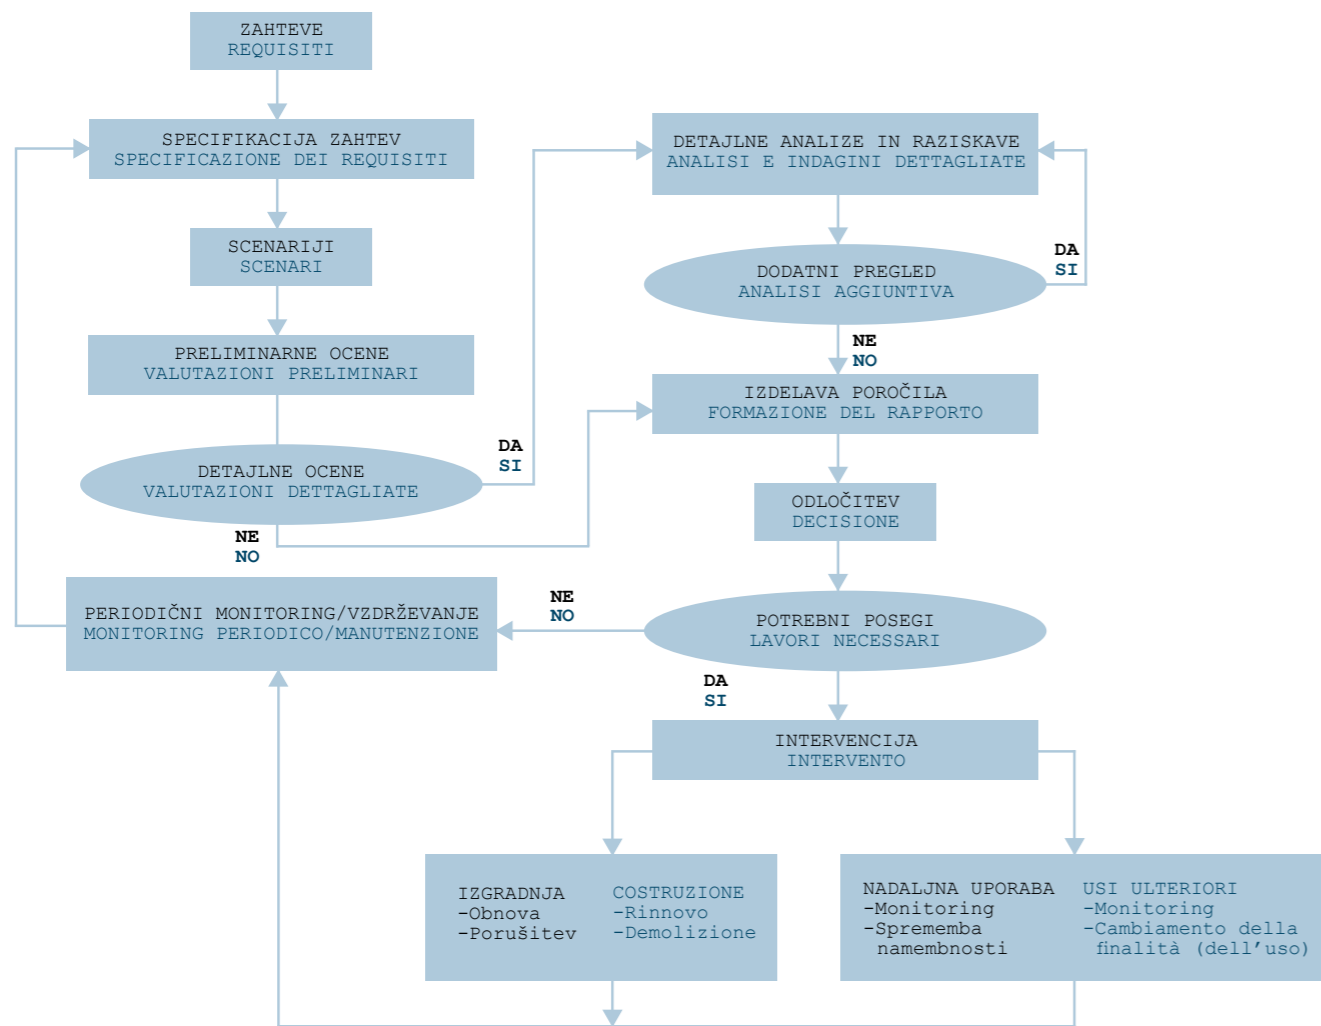 ZAHTEVE
REQUISITI
SPECIFIKACIJA ZAHTEV
SPECIFICAZIONE DEI REQUISITI
SCENARIJI
SCENARI
PRELIMINARNE OCENE
VALUTAZIONI PRELIMINARI
DETAJLNE OCENE
VALUTAZIONI DETTAGLIATE
DA
SI
NE
NO
DETAJLNE ANALIZE IN RAZISKAVE
ANALISI E INDAGINI DETTAGLIATE
DODATNI PREGLED
ANALISI AGGIUNTIVA
DA
SI
NE
NO
IZDELAVA POROČILA
FORMAZIONE DEL RAPPORTO
ODLOČITEV
DECISIONE
POTREBNI POSEGI
LAVORI NECESSARI
NE
NO
PERIODIČNI MONITORING/VZDRŽEVANJE
MONITORING PERIODICO/MANUTENZIONE
DA
SI
INTERVENCIJA
INTERVENTO
IZGRADNJA
-Obnova
-Porušitev
COSTRUZIONE
-Rinnovo
-Demolizione
NADALJNA UPORABA
-Monitoring
-Sprememba
namembnosti
USI ULTERIORI
-Monitoring
-Cambiamento della
finalità (dell'uso)